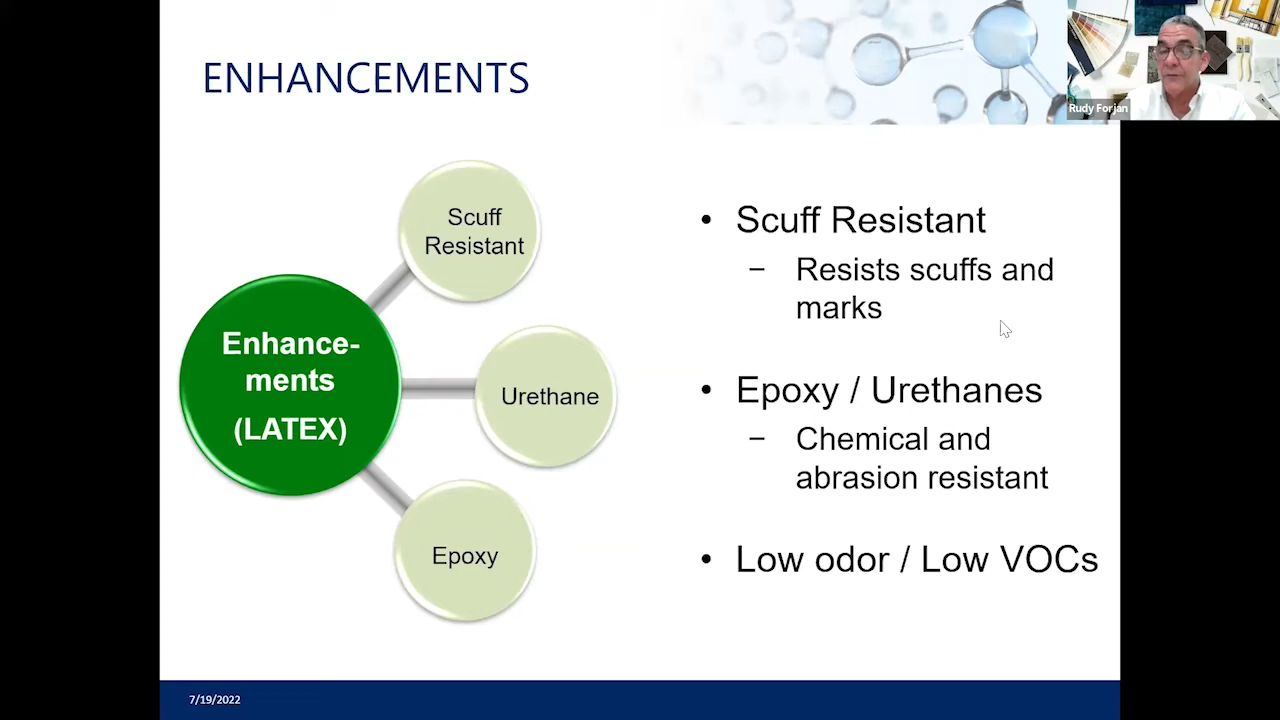 ENHANCEMENTS
Rudy Forjan
Scuff
Resistant
Enhance-
ments
(LATEX)
Urethane
Epoxy
• Scuff Resistant
– Resists scuffs and
marks
• Epoxy / Urethanes
– Chemical and
abrasion resistant
• Low odor / Low VOCs
7/19/2022